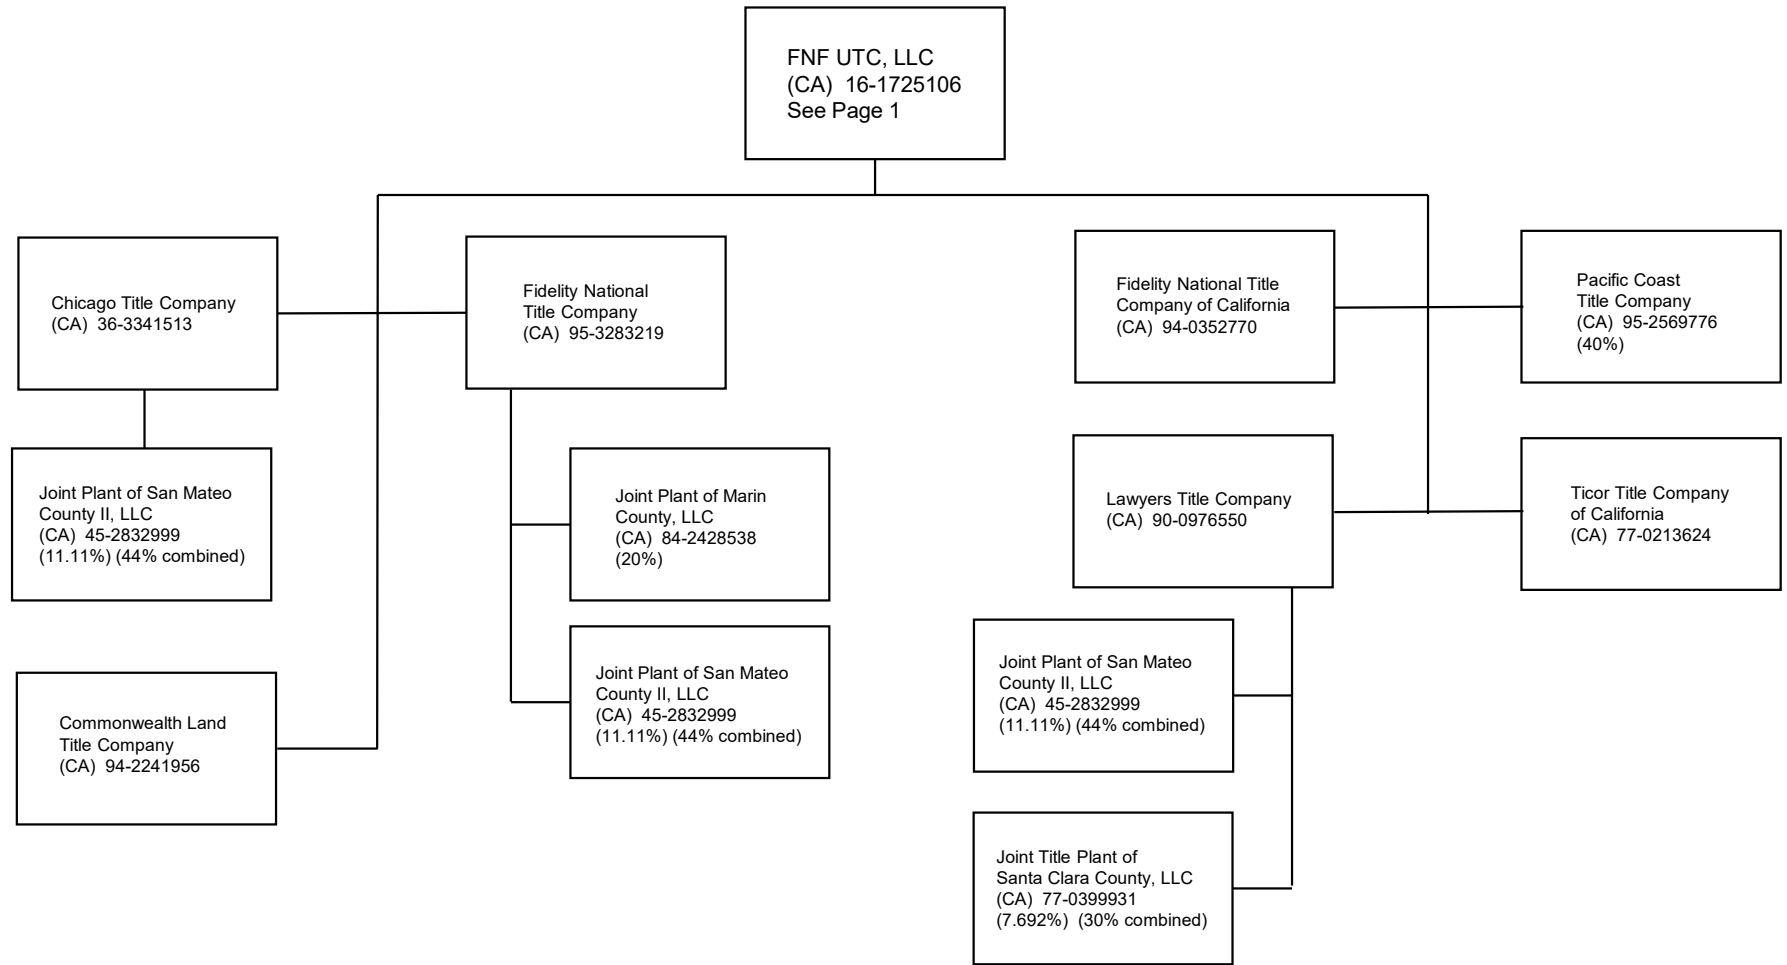 FNF UTC, LLC
(CA) 16-1725106
See Page 1
Chicago Title Company
(CA) 36-3341513
Fidelity National
Title Company
(CA) 95-3283219
Fidelity National Title
Company of California
(CA) 94-0352770
Pacific Coast
Title Company
(CA) 95-2569776
(40%)
Joint Plant of San Mateo
County II, LLC
(CA) 45-2832999
(11.11%) (44% combined)
Joint Plant of Marin
County, LLC
(CA) 84-2428538
(20%)
Lawyers Title Company
(CA) 90-0976550
Ticor Title Company
of California
(CA) 77-0213624
Joint Plant of San Mateo
County II, LLC
(CA) 45-2832999
(11.11%) (44% combined)
Joint Plant of San Mateo
County II, LLC
(CA) 45-2832999
(11.11%) (44% combined)
Commonwealth Land
Title Company
(CA) 94-2241956
Joint Title Plant of
Santa Clara County, LLC
(CA) 77-0399931
(7.692%) (30% combined)